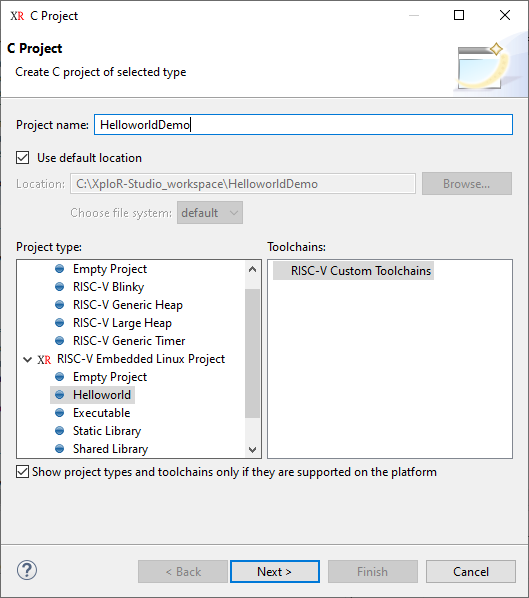 XR C Project
C Project
Create C project of selected type
Project name: HelloworldDemo
Use default location
Location: C:\XploR-Studio_workspace\HelloworldDemo Browse...
Choose file system: default
Project type: Toolchains:
Empty Project RISC-V Custom Toolchains
RISC-V Blinky
RISC-V Generic Heap
RISC-V Large Heap
RISC-V Generic Timer
XR RISC-V Embedded Linux Project
Empty Project
Helloworld
Executable
Static Library
Shared Library
Show project types and toolchains only if they are supported on the platform
? < Back Next > Finish Cancel